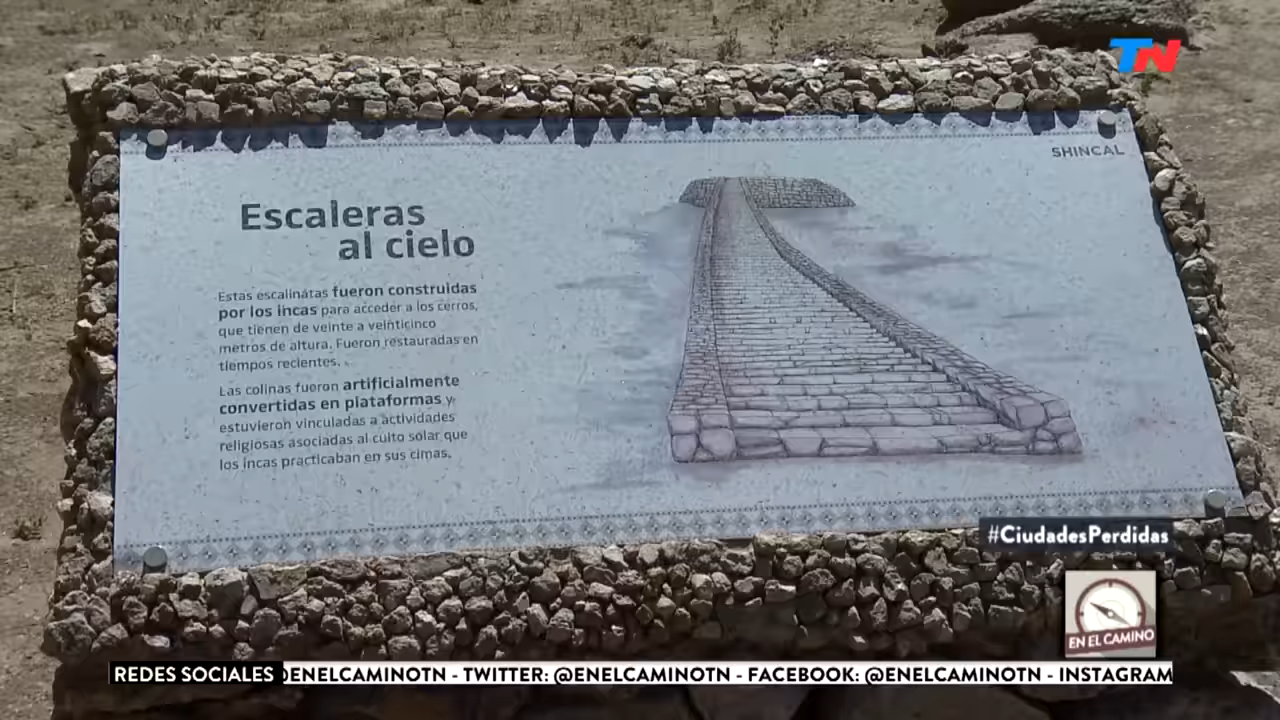 TN
SHINCAL
Escaleras
al cielo
Estas escalinatas fueron construidas
por los incas para acceder a los cerros,
que tienen de veinte a veinticinco
metros de altura. Fueron restauradas en
tiempos recientes.
Las colinas fueron artificialmente
convertidas en plataformas y
estuvieron vinculadas a actividades
religiosas asociadas al culto solar que
los incas practicaban en sus cimas.
#CiudadesPerdidas
EN EL CAMINO
REDES SOCIALES @ENELCAMINOTN - TWITTER: @ENELCAMINOTN - FACEBOOK: @ENELCAMINOTN - INSTAGRAM